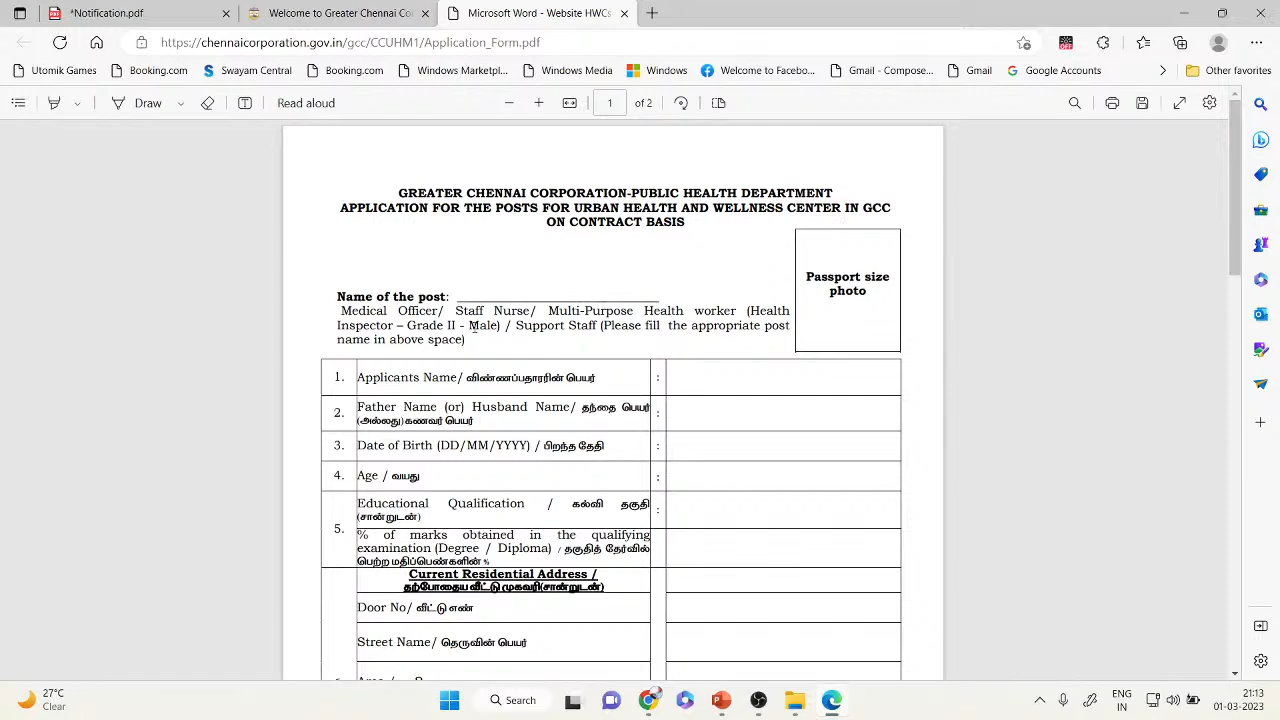 *Notification.pdf
Welcome to Greater Chennai Co
Microsoft Word - Website HWCs
https://chennaicorporation.gov.in/gcc/CCUHM1/Application_Form.pdf
OFF
Utomik Games
Booking.com
Swayam Central
Booking.com
Windows Marketpl...
Windows Media
Windows
Welcome to Facebo...
Gmail - Compose...
Gmail
Google Accounts
Other favorites
Draw
Read aloud
1 of 2
GREATER CHENNAI CORPORATION-PUBLIC HEALTH DEPARTMENT
APPLICATION FOR THE POSTS FOR URBAN HEALTH AND WELLNESS CENTER IN GCC
ON CONTRACT BASIS
Passport size
photo
Name of the post: ____________________________
Medical Officer/ Staff Nurse/ Multi-Purpose Health worker (Health
Inspector – Grade II - Male) / Support Staff (Please fill the appropriate post
name in above space)
1. Applicants Name/ விண்ணப்பதாரரின் பெயர் :
2. Father Name (or) Husband Name/ தந்தை பெயர் :
(அல்லது) கணவர் பெயர்
3. Date of Birth (DD/MM/YYYY) / பிறந்த தேதி :
4. Age / வயது :
5. Educational Qualification / கல்வி தகுதி :
(சான்றுடன்)
% of marks obtained in the qualifying
examination (Degree / Diploma) / தகுதித் தேர்வில்
பெற்ற மதிப்பெண்களின் %
Current Residential Address /
தற்போதைய வீட்டு முகவரி(சான்றுடன்)
Door No/ வீட்டு எண்
Street Name/ தெருவின் பெயர்
27°C
Clear
Search
ENG
IN
21:13
01-03-2023